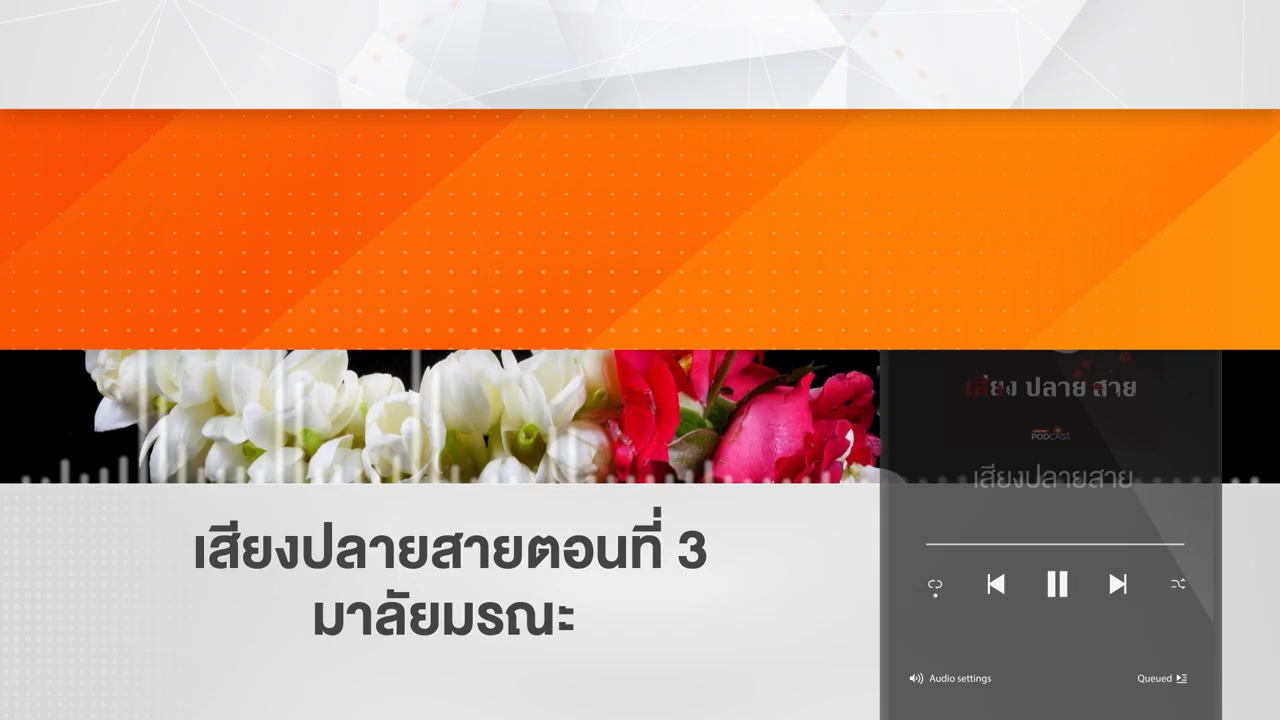 เสียง ปลาย สาย
PODCAST
เสียงปลายสาย
เสียงปลายสายตอนที่ 3
มาลัยมรณะ
Audio settings
Queued